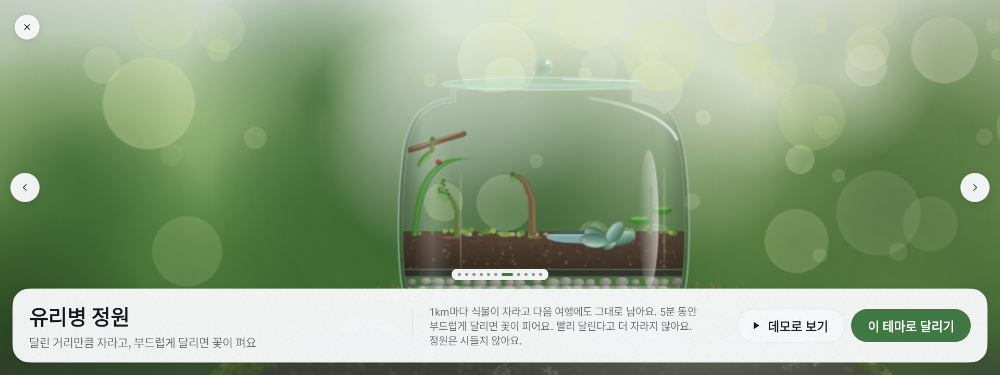 유리병 정원
달린 거리만큼 자라고, 부드럽게 달리면 꽃이 펴요
1km마다 식물이 자라고 다음 여행에도 그대로 남아요. 5분 동안
부드럽게 달리면 꽃이 피어요. 빨리 달린다고 더 자라지 않아요.
정원은 시들지 않아요.
데모로 보기
이 테마로 달리기